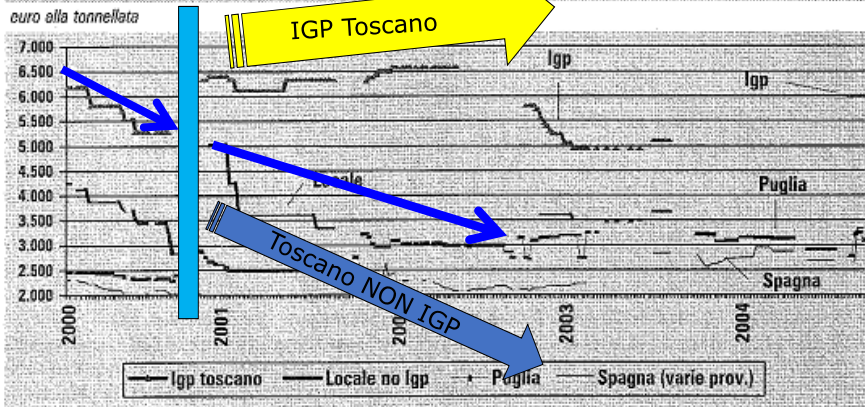 euro alla tonnellata
IGP Toscano
7.000
6.500
6.000
5.500
5.000
4.500
4.000
3.500
3.000
2.500
2.000
Igp
Igp
Locale
Puglia
Spagna
Toscano NON IGP
2000
2001
2003
2004
Igp toscano
Locale no Igp
Puglia
Spagna (varie prov.)